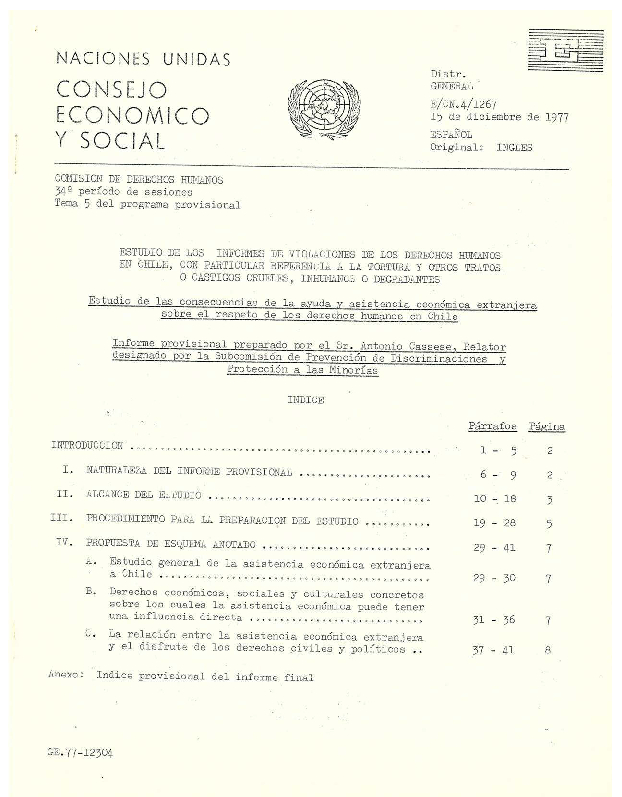 NACIONES UNIDAS
CONSEJO
ECONOMICO
Y SOCIAL
Distr.
GENERAL
E/CN.4/1267
15 de diciembre de 1977
ESPAÑOL
Original: INGLES
COMISION DE DERECHOS HUMANOS
34º período de sesiones
Tema 5 del programa provisional
ESTUDIO DE LOS INFORMES DE VIOLACIONES DE LOS DERECHOS HUMANOS
EN CHILE, CON PARTICULAR REFERENCIA A LA TORTURA Y OTROS TRATOS
O CASTIGOS CRUELES, INHUMANOS O DEGRADANTES
Estudio de las consecuencias de la ayuda y asistencia económica extranjera
sobre el respeto de los derechos humanos en Chile
Informe provisional preparado por el Sr. Antonio Cassese, Relator
designado por la Subcomisión de Prevención de Discriminaciones y
Protección a las Minorías
INDICE
Párrafos Página
INTRODUCCION .................................................. 1 - 5 2
I. NATURALEZA DEL INFORME PROVISIONAL ...................... 6 - 9 2
II. ALCANCE DEL ESTUDIO ..................................... 10 - 18 3
III. PROCEDIMIENTO PARA LA PREPARACION DEL ESTUDIO ........... 19 - 28 5
IV. PROPUESTA DE ESQUEMA ANOTADO ............................ 29 - 41 7
A. Estudio general de la asistencia económica extranjera
a Chile ............................................. 29 - 30 7
B. Derechos económicos, sociales y culturales concretos
sobre los cuales la asistencia económica puede tener
una influencia directa ............................. 31 - 36 7
C. La relación entre la asistencia económica extranjera
y el disfrute de los derechos civiles y políticos .. 37 - 41 8
Anexo: Indice provisional del informe final
GE.77-12304